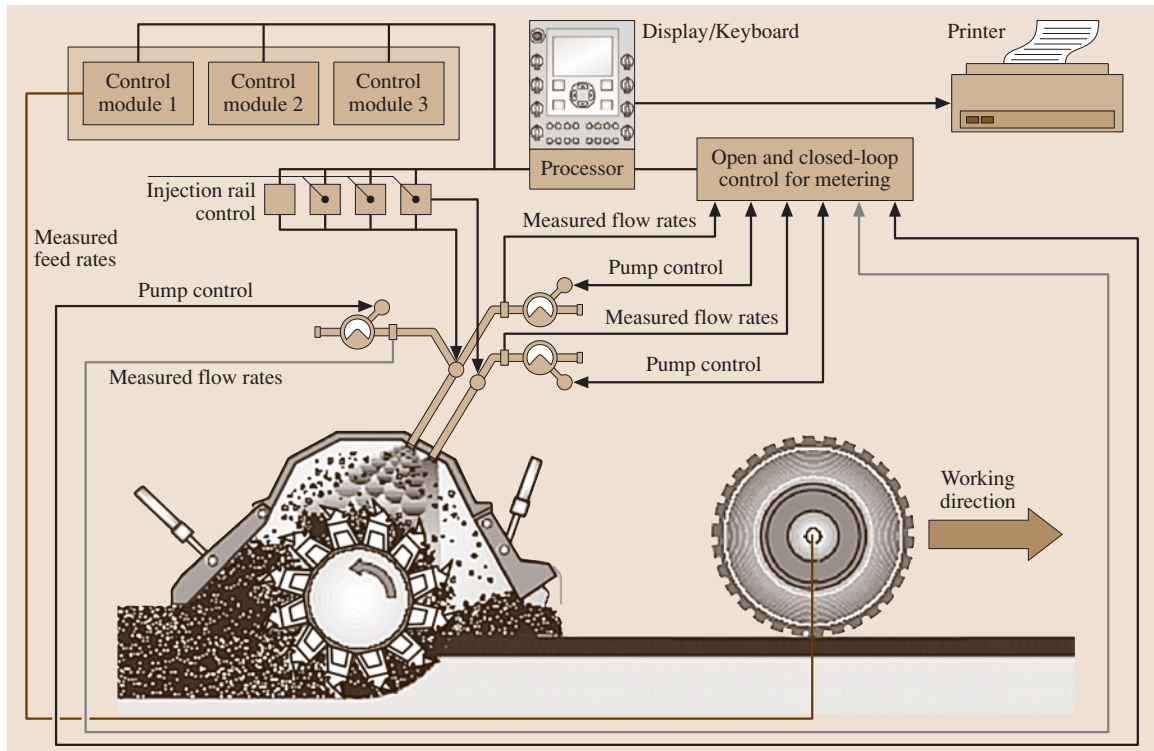 Display/Keyboard
Printer
Control
module 1
Control
module 2
Control
module 3
Processor
Open and closed-loop
control for metering
Injection rail
control
Measured
feed rates
Measured flow rates
Pump control
Pump control
Measured flow rates
Measured flow rates
Pump control
Working
direction